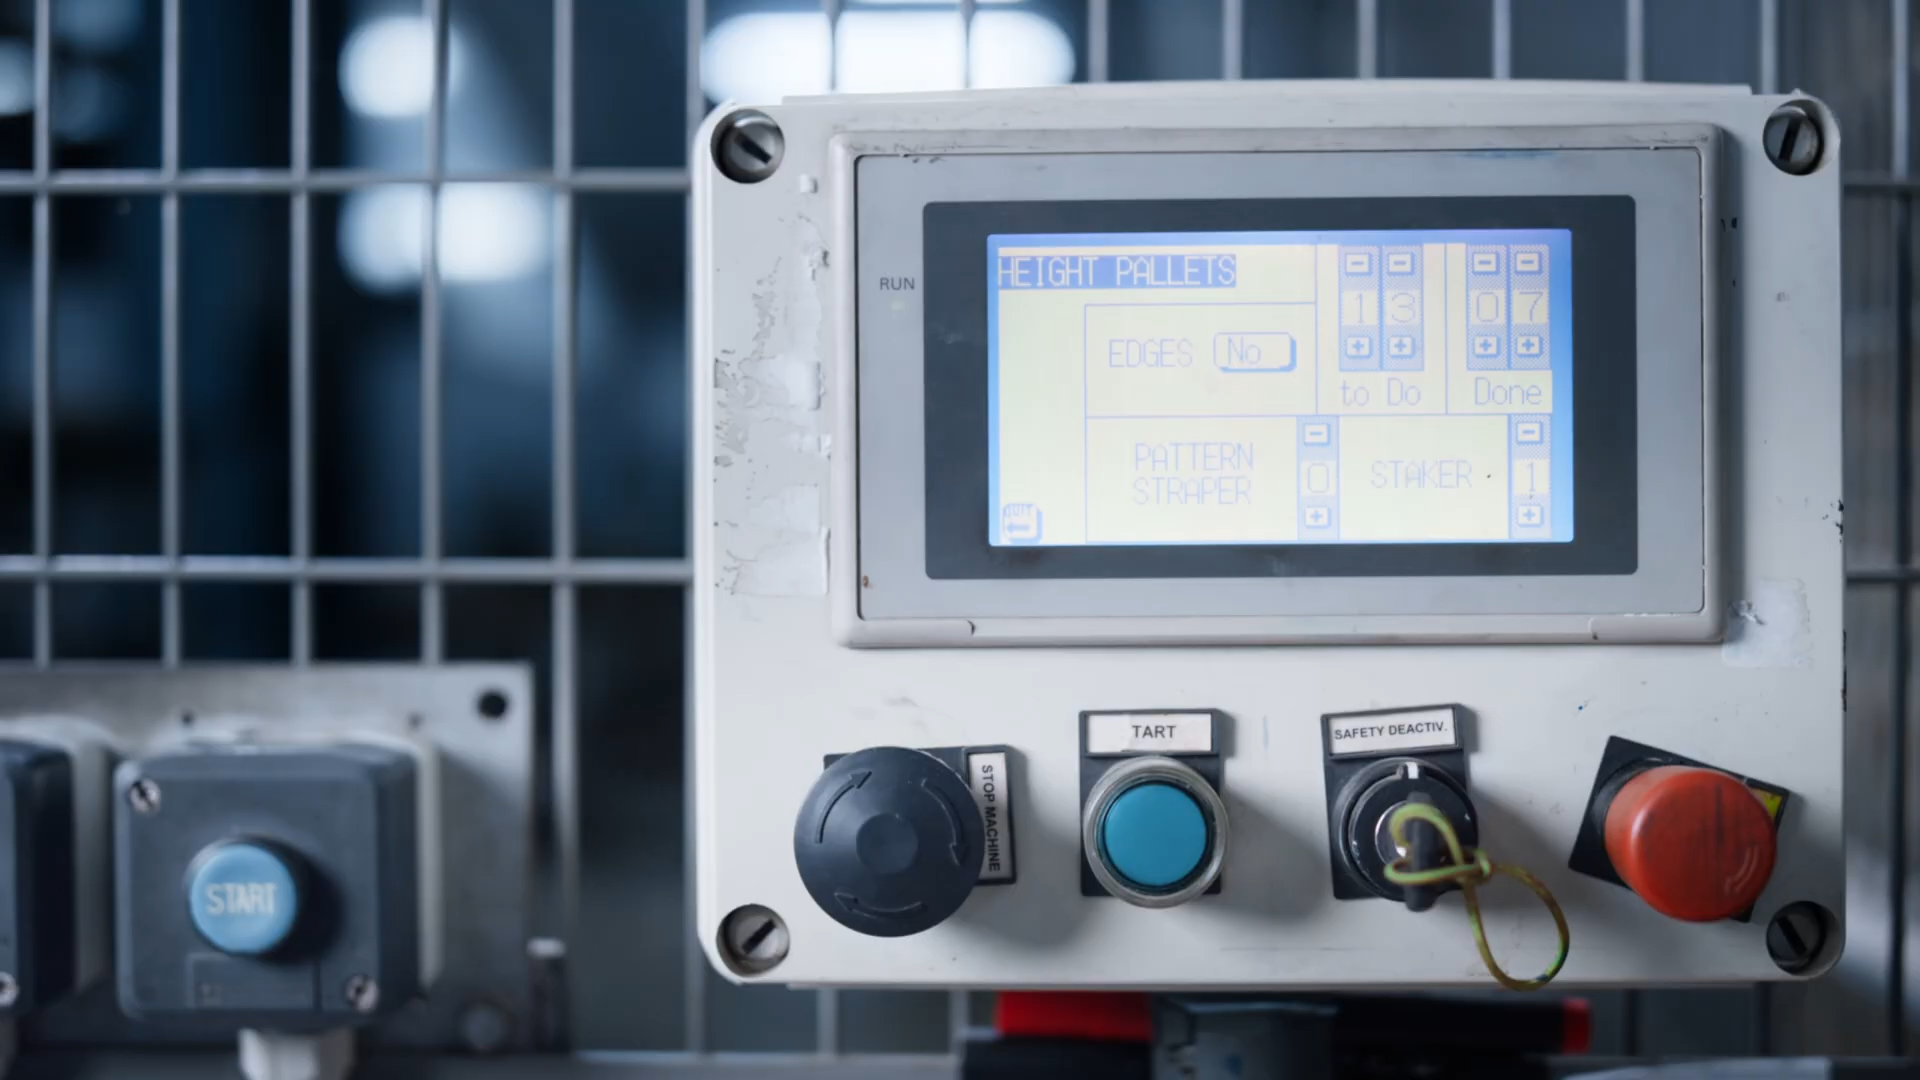 RUN
HEIGHT PALLETS
EDGES No
- - - -
1 3 0 7
+ + + +
to Do Done
PATTERN
STRAPER
- 0 +
STAKER
- 1 +
QUIT
STOP MACHINE
TART
SAFETY DEACTIV.
START